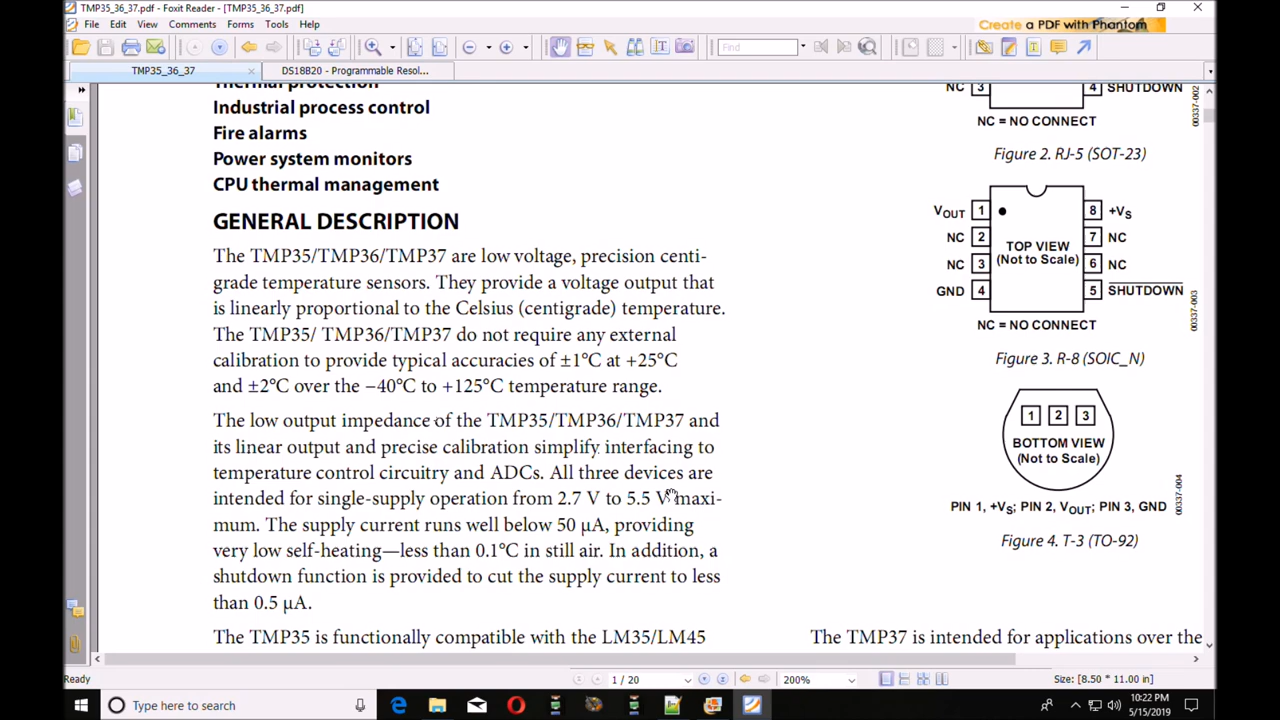 TMP35_36_37.pdf - Foxit Reader - [TMP35_36_37.pdf]
File Edit View Comments Forms Tools Help
Create a PDF with Phantom
Find
TMP35_36_37
DS18B20 - Programmable Resol...
Thermal protection
Industrial process control
Fire alarms
Power system monitors
CPU thermal management
GENERAL DESCRIPTION
The TMP35/TMP36/TMP37 are low voltage, precision centi-
grade temperature sensors. They provide a voltage output that
is linearly proportional to the Celsius (centigrade) temperature.
The TMP35/ TMP36/TMP37 do not require any external
calibration to provide typical accuracies of ±1°C at +25°C
and ±2°C over the −40°C to +125°C temperature range.
The low output impedance of the TMP35/TMP36/TMP37 and
its linear output and precise calibration simplify interfacing to
temperature control circuitry and ADCs. All three devices are
intended for single-supply operation from 2.7 V to 5.5 V maxi-
mum. The supply current runs well below 50 μA, providing
very low self-heating—less than 0.1°C in still air. In addition, a
shutdown function is provided to cut the supply current to less
than 0.5 μA.
The TMP35 is functionally compatible with the LM35/LM45
NC 3 4 SHUTDOWN
NC = NO CONNECT
00337-002
Figure 2. RJ-5 (SOT-23)
VOUT 1 8 +VS
NC 2 7 NC
TOP VIEW
(Not to Scale)
NC 3 6 NC
GND 4 5 SHUTDOWN
NC = NO CONNECT
00337-003
Figure 3. R-8 (SOIC_N)
1 2 3
BOTTOM VIEW
(Not to Scale)
PIN 1, +VS; PIN 2, VOUT; PIN 3, GND
00337-004
Figure 4. T-3 (TO-92)
The TMP37 is intended for applications over the
Ready
1 / 20
200%
Size: [8.50 * 11.00 in]
Type here to search
10:22 PM
5/15/2019